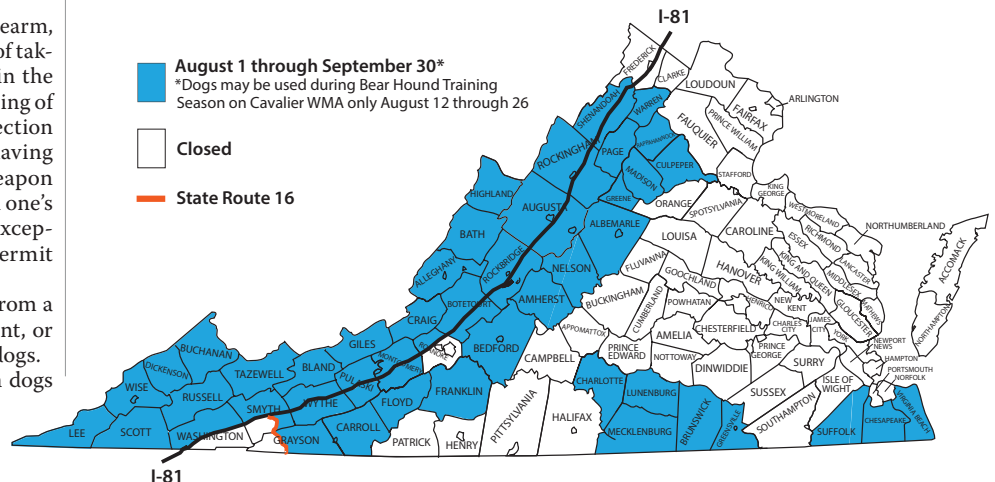 earm,
of tak-
in the
ing of
ection
aving
eapon
one's
xcep-
ermit
rom a
nt, or
dogs.
dogs
August 1 through September 30*
*Dogs may be used during Bear Hound Training
Season on Cavalier WMA only August 12 through 26
Closed
State Route 16
I-81
FREDERICK
CLARKE
LOUDOUN
ARLINGTON
SHENANDOAH
WARREN
FAIRFAX
FAUQUIER
PRINCE WILLIAM
ROCKINGHAM
PAGE
RAPPAHANNOCK
CULPEPER
MADISON
STAFFORD
KING
GEORGE
HIGHLAND
AUGUSTA
GREENE
ORANGE
SPOTSYLVANIA
WESTMORELAND
NORTHUMBERLAND
BATH
ALBEMARLE
LOUISA
CAROLINE
ESSEX
RICHMOND
LANCASTER
ACCOMACK
ALLEGHANY
ROCKBRIDGE
NELSON
FLUVANNA
GOOCHLAND
HANOVER
KING WILLIAM
KING AND QUEEN
MIDDLESEX
MATHEWS
GLOUCESTER
NORTHAMPTON
BOTETOURT
AMHERST
BUCKINGHAM
CUMBERLAND
POWHATAN
HENRICO
NEW
KENT
CRAIG
ROANOKE
BEDFORD
APPOMATTOX
AMELIA
CHESTERFIELD
CHARLES
CITY
JAMES
CITY
YORK
GILES
MONTGOMERY
CAMPBELL
PRINCE
EDWARD
NOTTOWAY
PRINCE
GEORGE
NEWPORT
NEWS
HAMPTON
PORTSMOUTH
NORFOLK
BUCHANAN
DICKENSON
TAZEWELL
BLAND
PULASKI
DINWIDDIE
SURRY
ISLE OF
WIGHT
WISE
RUSSELL
SMYTH
WYTHE
FLOYD
FRANKLIN
CHARLOTTE
LUNENBURG
SUSSEX
SOUTHAMPTON
VIRGINIA
BEACH
LEE
SCOTT
WASHINGTON
GRAYSON
CARROLL
PATRICK
HENRY
PITTSYLVANIA
HALIFAX
MECKLENBURG
BRUNSWICK
GREENSVILLE
SUFFOLK
CHESAPEAKE
I-81